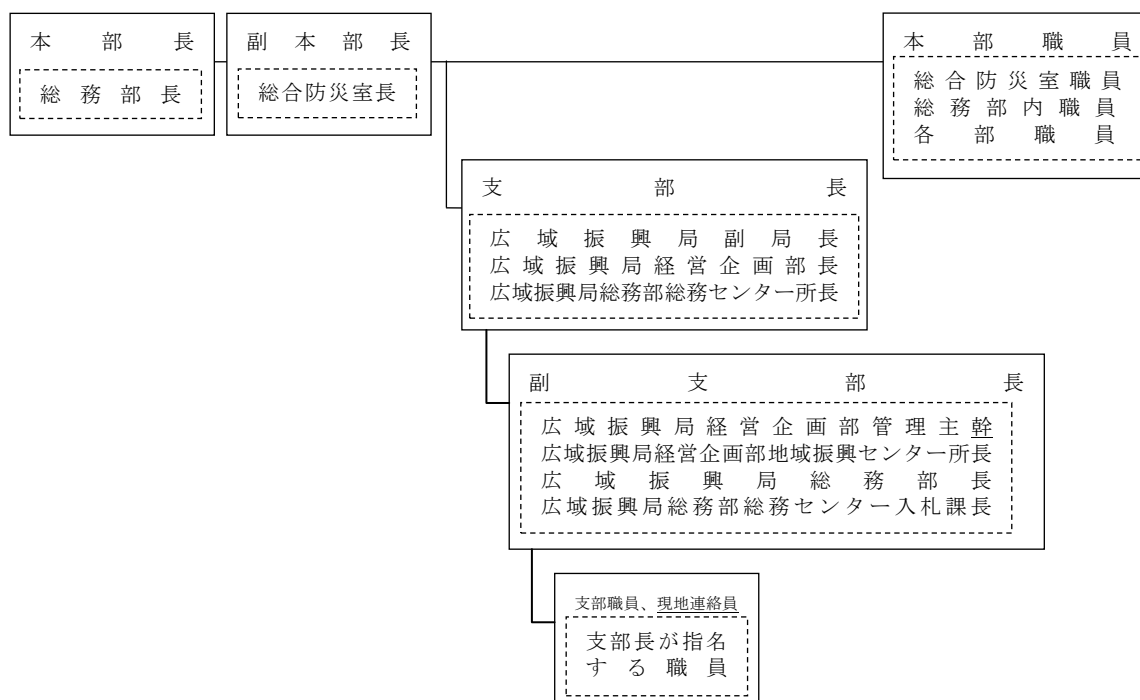 本部長
総務部長
副本部長
総合防災室長
本部職員
総合防災室職員
総務部内職員
各部職員
支部長
広域振興局副局長
広域振興局経営企画部長
広域振興局総務部総務センター所長
副支部長
広域振興局経営企画部管理主幹
広域振興局経営企画部地域振興センター所長
広域振興局総務部長
広域振興局総務部総務センター入札課長
支部職員、現地連絡員
支部長が指名
する職員